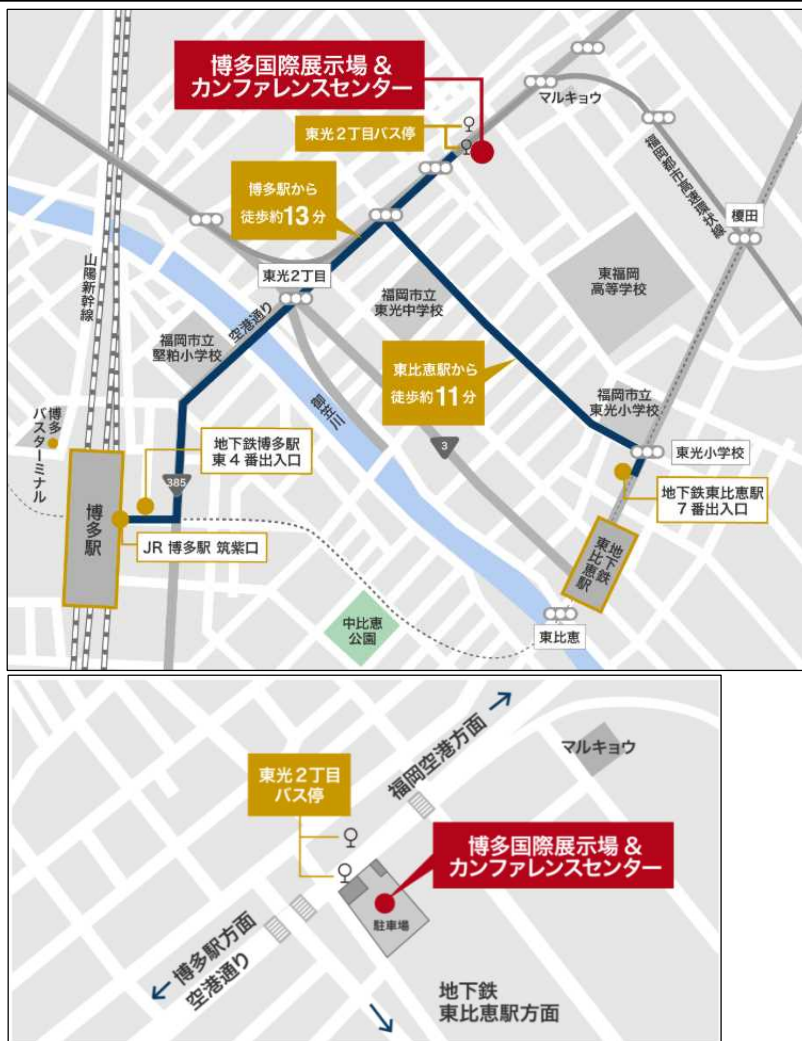 博多国際展示場 &
カンファレンスセンター
マルキョウ
東光2丁目バス停
福岡都市高速環状線
榎田
博多駅から
徒歩約13分
山陽新幹線
東光2丁目
空港通り
福岡市立
東光中学校
東福岡
高等学校
福岡市立
堅粕小学校
東比恵駅から
徒歩約11分
福岡市立
東光小学校
御笠川
博多
バスターミナル
地下鉄博多駅
東4番出入口
3
東光小学校
385
地下鉄東比恵駅
7番出入口
博多駅
JR 博多駅 筑紫口
地下鉄
東比恵駅
中比恵
公園
東比恵
福岡空港方面
マルキョウ
東光2丁目
バス停
博多国際展示場 &
カンファレンスセンター
駐車場
博多駅方面
空港通り
地下鉄
東比恵駅方面